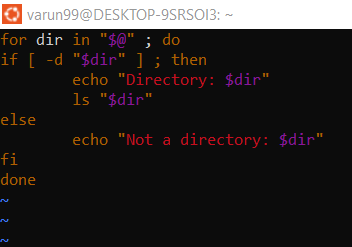 varun99@DESKTOP-9SRSOI3: ~
for dir in "$@" ; do
if [ -d "$dir" ] ; then
        echo "Directory: $dir"
        ls "$dir"
else
        echo "Not a directory: $dir"
fi
done
~
~
~